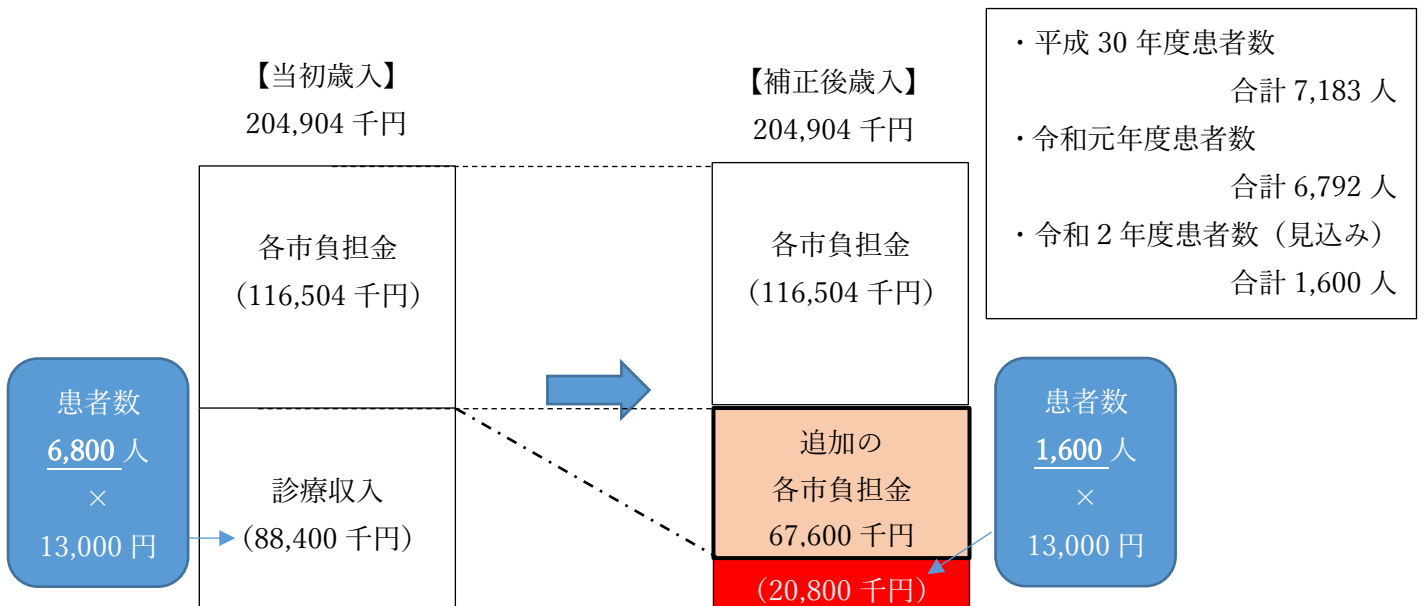 【当初歳入】
204,904 千円
各市負担金
（116,504 千円）
診療収入
（88,400 千円）
患者数
6,800 人
×
13,000 円
【補正後歳入】
204,904 千円
各市負担金
（116,504 千円）
追加の
各市負担金
67,600 千円
（20,800 千円）
患者数
1,600 人
×
13,000 円
・平成 30 年度患者数
合計 7,183 人
・令和元年度患者数
合計 6,792 人
・令和 2 年度患者数（見込み）
合計 1,600 人